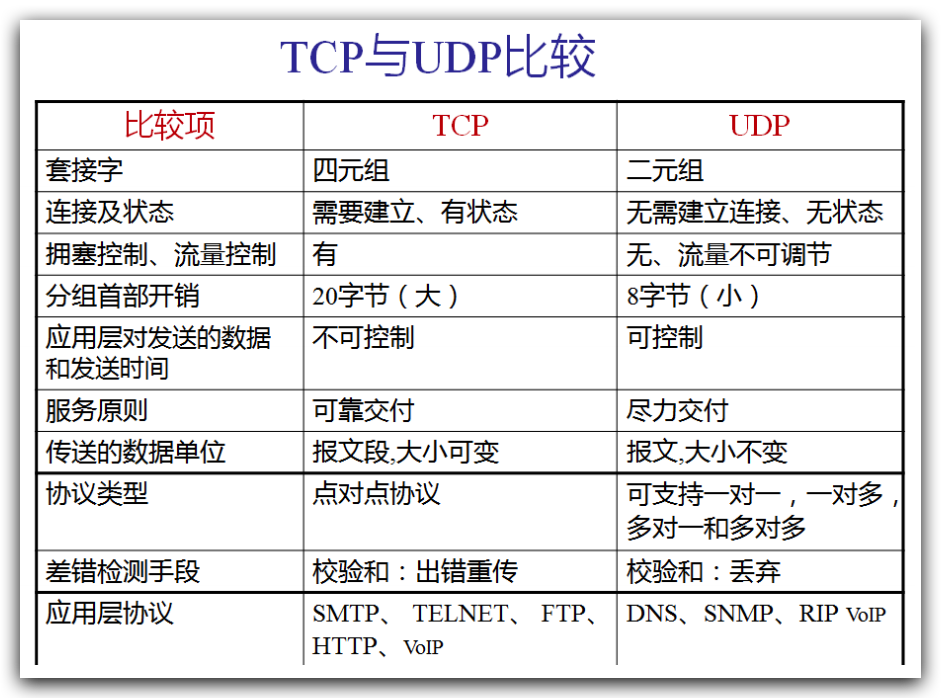 TCP与UDP比较
比较项 TCP UDP
套接字 四元组 二元组
连接及状态 需要建立、有状态 无需建立连接、无状态
拥塞控制、流量控制 有 无、流量不可调节
分组首部开销 20字节（大） 8字节（小）
应用层对发送的数据
和发送时间
不可控制
可控制
服务原则 可靠交付 尽力交付
传送的数据单位 报文段,大小可变 报文,大小不变
协议类型
点对点协议
可支持一对一，一对多，
多对一和多对多
差错检测手段 校验和：出错重传 校验和：丢弃
应用层协议
SMTP、 TELNET、 FTP、
HTTP、VoIP
DNS、SNMP、RIP VoIP